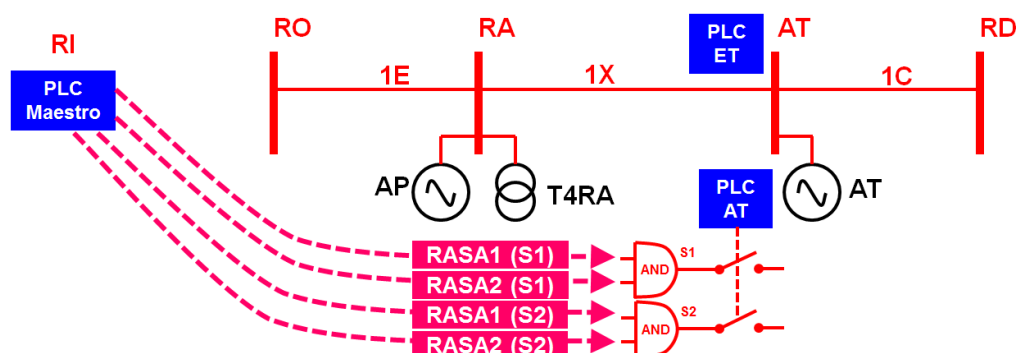 RI
PLC
Maestro
RO
RA
PLC
ET
AT
RD
1E
1X
1C
AP
T4RA
PLC
AT
AT
RASA1 (S1)
RASA2 (S1)
RASA1 (S2)
RASA2 (S2)
AND
S1
AND
S2